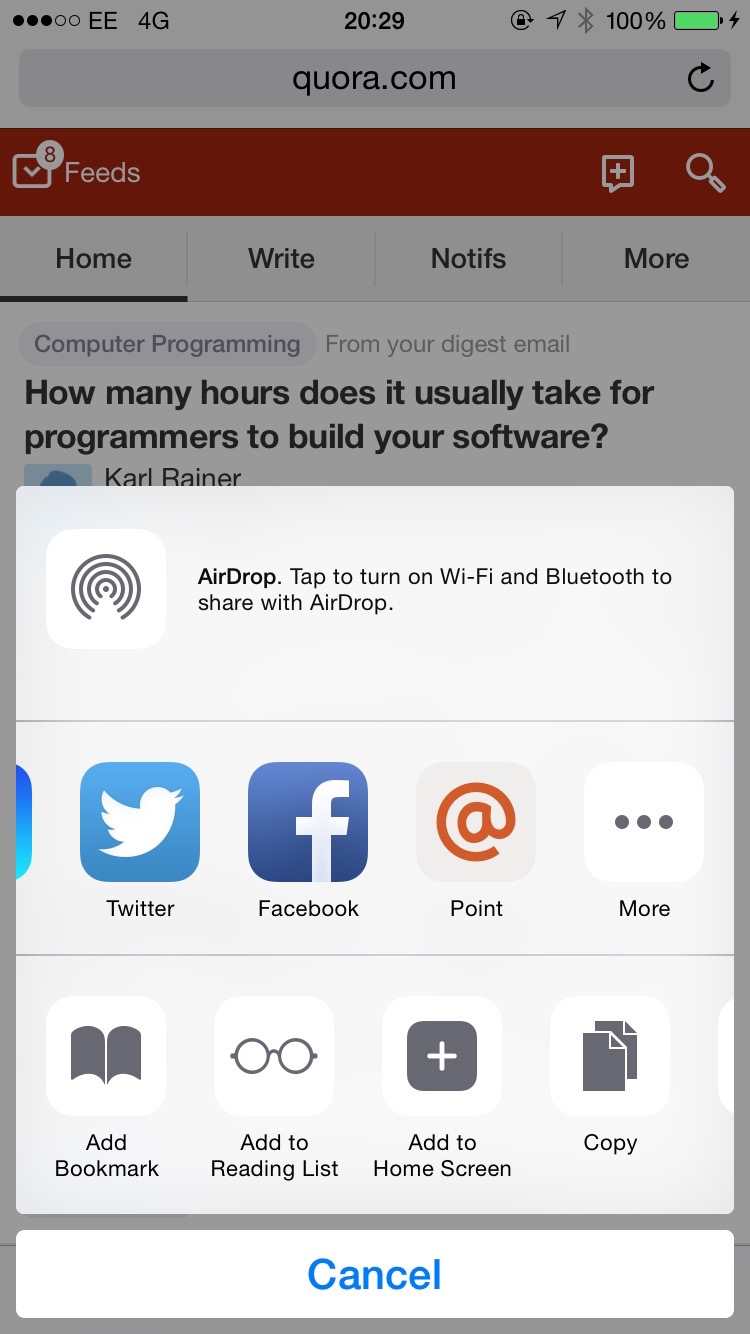 EE 4G 20:29 100%
quora.com
8
Feeds
Home Write Notifs More
Computer Programming From your digest email
How many hours does it usually take for
programmers to build your software?
Karl Rainer
AirDrop. Tap to turn on Wi-Fi and Bluetooth to
share with AirDrop.
Twitter Facebook Point More
Add Bookmark
Add to Reading List
Add to Home Screen
Copy
Cancel